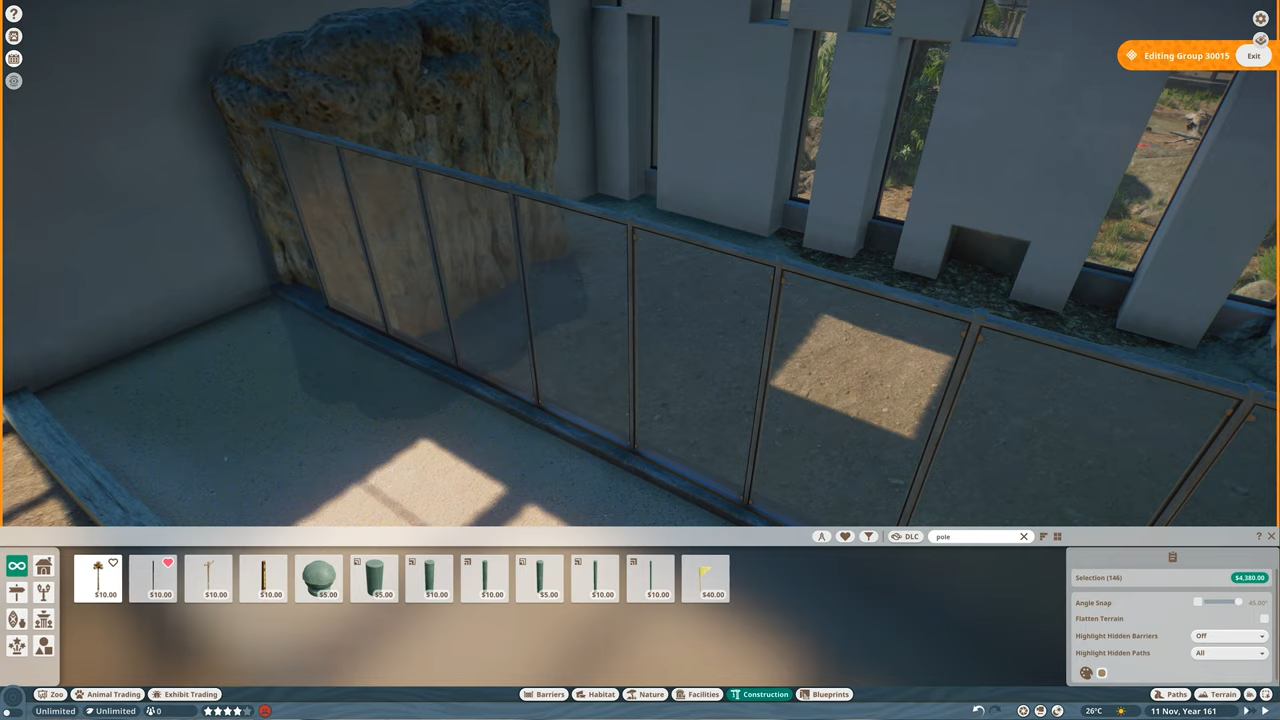 ?
Editing Group 30015
Exit
DLC
pole
?
$10.00
$10.00
$10.00
$10.00
$5.00
$5.00
$10.00
$10.00
$5.00
$10.00
$10.00
$40.00
Selection (146)
$4,380.00
Angle Snap
45.00°
Flatten Terrain
Highlight Hidden Barriers
Off
Highlight Hidden Paths
All
Zoo
Animal Trading
Exhibit Trading
Barriers
Habitat
Nature
Facilities
Construction
Blueprints
Paths
Terrain
Unlimited
Unlimited
0
26°C
11 Nov, Year 161